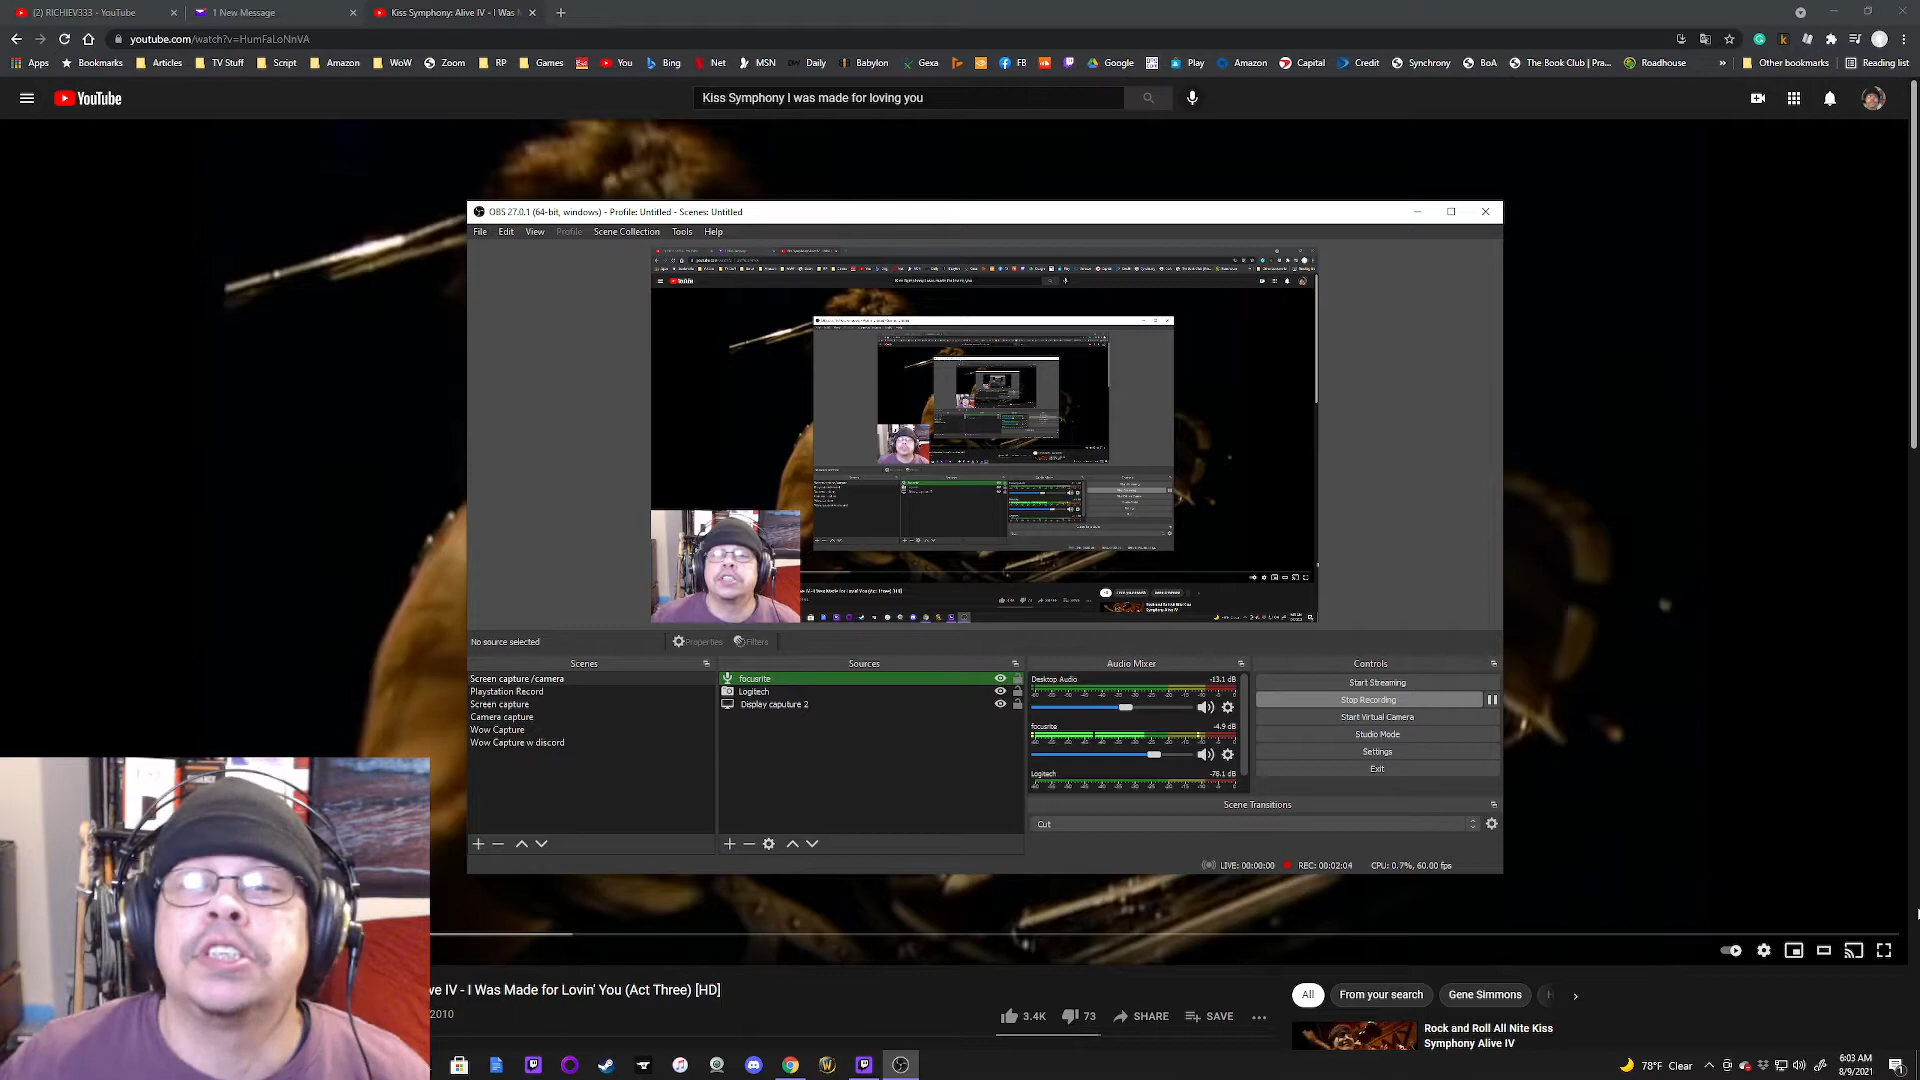 (2) RICHIEV333 - YouTube
1 New Message
Kiss Symphony: Alive IV - I Was
youtube.com/watch?v=HumFaLoNnVA
Apps
Bookmarks
Articles
TV Stuff
Script
Amazon
WoW
Zoom
RP
Games
You
Bing
Net
MSN
Daily
Babylon
Gexa
FB
Google
Play
Amazon
Capital
Credit
Synchrony
BoA
The Book Club | Pra...
Roadhouse
»
Other bookmarks
Reading list
YouTube
Kiss Symphony I was made for loving you
OBS 27.0.1 (64-bit, windows) - Profile: Untitled - Scenes: Untitled
File Edit View Profile Scene Collection Tools Help
No source selected
Properties
Filters
Scenes
Screen capture /camera
Playstation Record
Screen capture
Camera capture
Wow Capture
Wow Capture w discord
Sources
focusrite
Logitech
Display caputure 2
Audio Mixer
Desktop Audio -13.1 dB
focusrite -4.9 dB
Logitech -78.1 dB
Controls
Start Streaming
Stop Recording
Start Virtual Camera
Studio Mode
Settings
Exit
Scene Transitions
Cut
LIVE: 00:00:00 REC: 00:02:04 CPU: 0.7%, 60.00 fps
ve IV - I Was Made for Lovin' You (Act Three) [HD]
2010
3.4K
73
SHARE
SAVE
All
From your search
Gene Simmons
Rock and Roll All Nite Kiss
Symphony Alive IV
78°F Clear
6:03 AM
8/9/2021